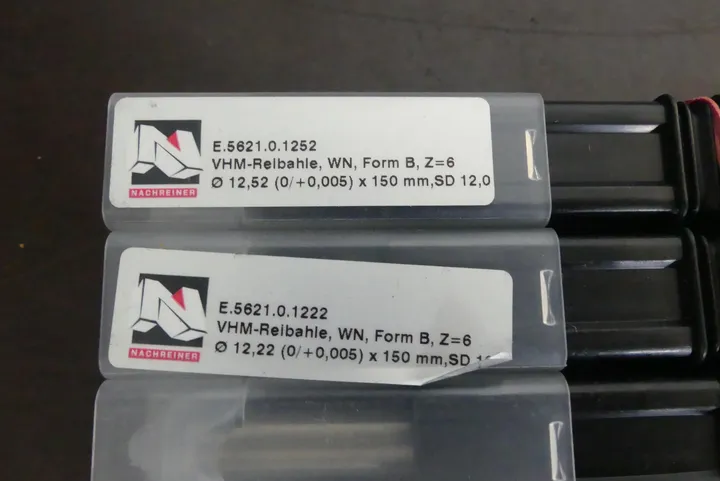 E.5621.0.1252
VHM-Reibahle, WN, Form B, Z=6
Ø 12,52 (0/+0,005) x 150 mm,SD 12,0
NACHREINER
E.5621.0.1222
VHM-Reibahle, WN, Form B, Z=6
Ø 12,22 (0/+0,005) x 150 mm,SD
NACHREINER